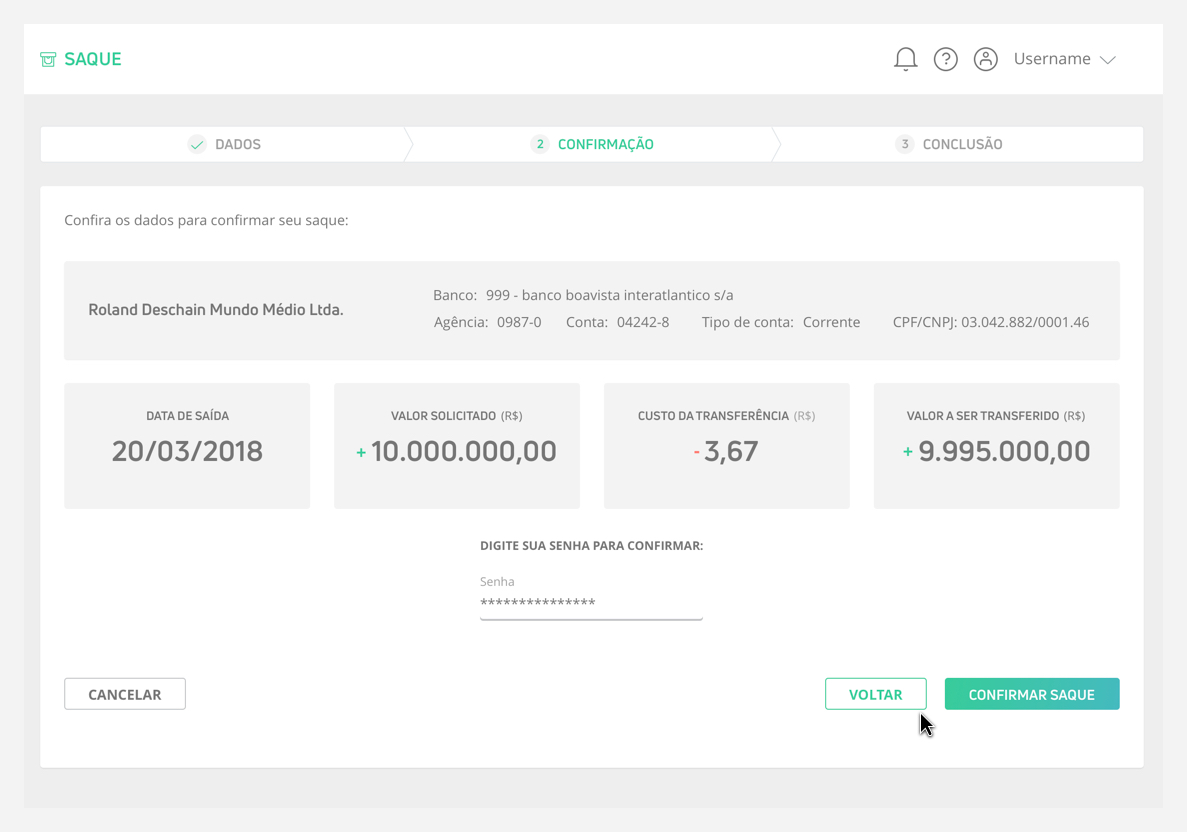 SAQUE
Username
DADOS
2 CONFIRMAÇÃO
3 CONCLUSÃO
Confira os dados para confirmar seu saque:
Roland Deschain Mundo Médio Ltda.
Banco: 999 - banco boavista interatlantico s/a
Agência: 0987-0 Conta: 04242-8 Tipo de conta: Corrente CPF/CNPJ: 03.042.882/0001.46
DATA DE SAÍDA
20/03/2018
VALOR SOLICITADO (R$)
+ 10.000.000,00
CUSTO DA TRANSFERÊNCIA (R$)
- 3,67
VALOR A SER TRANSFERIDO (R$)
+ 9.995.000,00
DIGITE SUA SENHA PARA CONFIRMAR:
Senha
***************
CANCELAR
VOLTAR
CONFIRMAR SAQUE